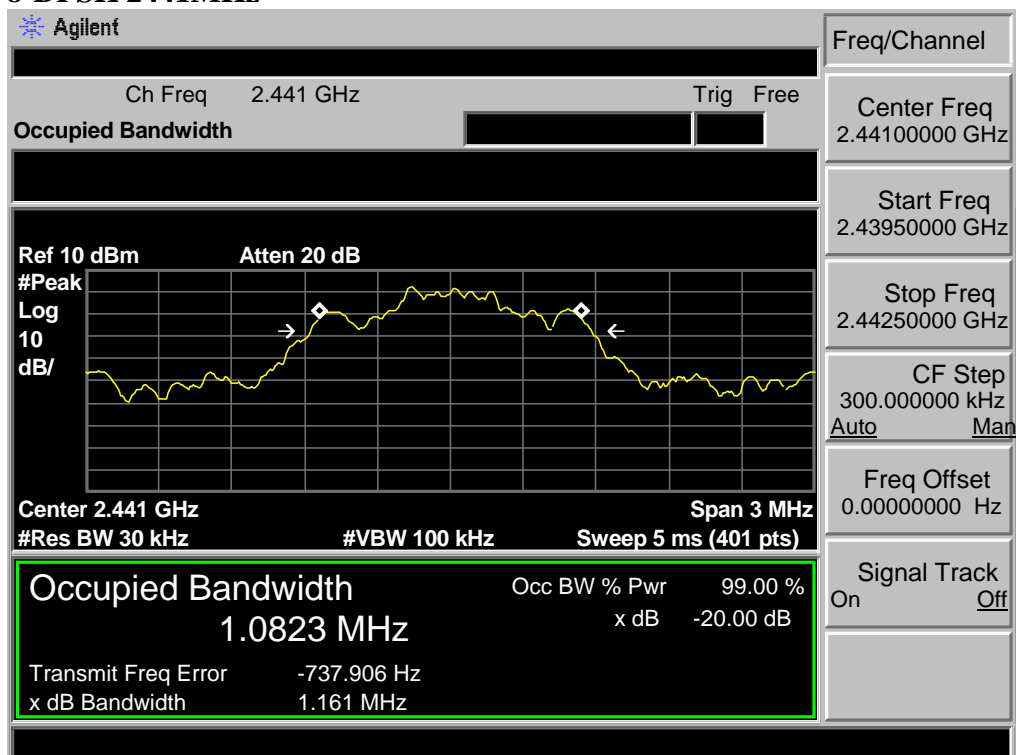 Agilent
Freq/Channel
Ch Freq 2.441 GHz Trig Free
Occupied Bandwidth
Center Freq
2.44100000 GHz
Start Freq
2.43950000 GHz
Ref 10 dBm Atten 20 dB
#Peak
Log
10
dB/
Stop Freq
2.44250000 GHz
CF Step
300.000000 kHz
Auto Man
Center 2.441 GHz Span 3 MHz
#Res BW 30 kHz #VBW 100 kHz Sweep 5 ms (401 pts)
Freq Offset
0.00000000 Hz
Occupied Bandwidth
1.0823 MHz
Occ BW % Pwr 99.00 %
x dB -20.00 dB
Transmit Freq Error -737.906 Hz
x dB Bandwidth 1.161 MHz
Signal Track
On Off